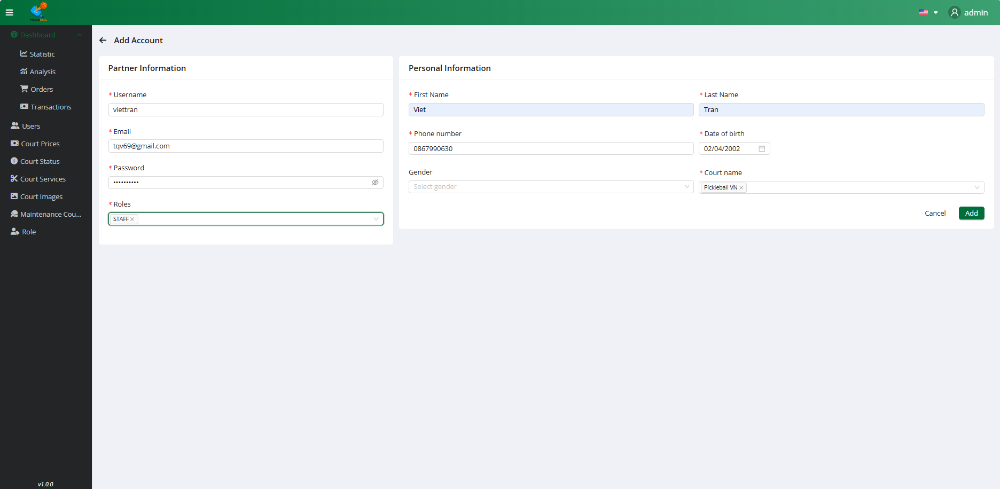 PICKLEBALL
admin
Dashboard
Statistic
Analysis
Orders
Transactions
Users
Court Prices
Court Status
Court Services
Court Images
Maintenance Cou...
Role
v1.0.0
Add Account
Partner Information
* Username
viettran
* Email
tqv69@gmail.com
* Password
••••••••••
* Roles
STAFF
Personal Information
* First Name
Viet
* Last Name
Tran
* Phone number
0867990630
* Date of birth
02/04/2002
Gender
Select gender
* Court name
Pickleball VN
Cancel
Add